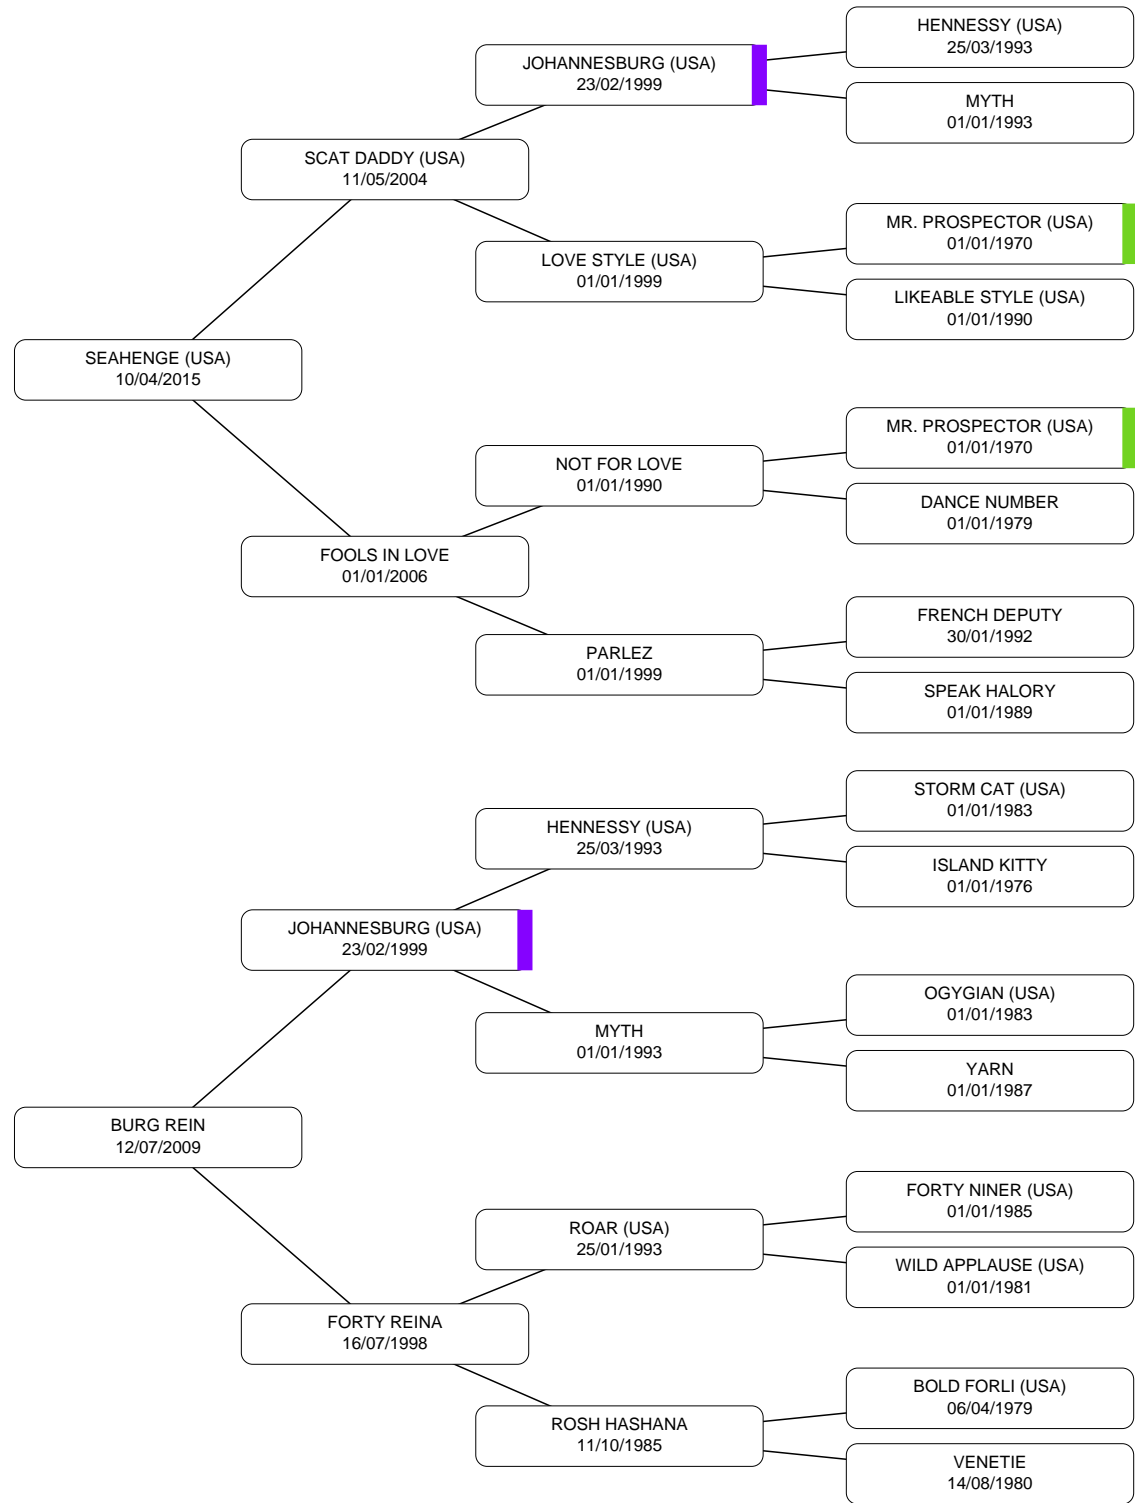 HENNESSY (USA)
25/03/1993
JOHANNESBURG (USA)
23/02/1999
MYTH
01/01/1993
SCAT DADDY (USA)
11/05/2004
MR. PROSPECTOR (USA)
01/01/1970
LOVE STYLE (USA)
01/01/1999
LIKEABLE STYLE (USA)
01/01/1990
SEAHENGE (USA)
10/04/2015
MR. PROSPECTOR (USA)
01/01/1970
NOT FOR LOVE
01/01/1990
DANCE NUMBER
01/01/1979
FOOLS IN LOVE
01/01/2006
FRENCH DEPUTY
30/01/1992
PARLEZ
01/01/1999
SPEAK HALORY
01/01/1989
STORM CAT (USA)
01/01/1983
HENNESSY (USA)
25/03/1993
ISLAND KITTY
01/01/1976
JOHANNESBURG (USA)
23/02/1999
OGYGIAN (USA)
01/01/1983
MYTH
01/01/1993
YARN
01/01/1987
BURG REIN
12/07/2009
FORTY NINER (USA)
01/01/1985
ROAR (USA)
25/01/1993
WILD APPLAUSE (USA)
01/01/1981
FORTY REINA
16/07/1998
BOLD FORLI (USA)
06/04/1979
ROSH HASHANA
11/10/1985
VENETIE
14/08/1980